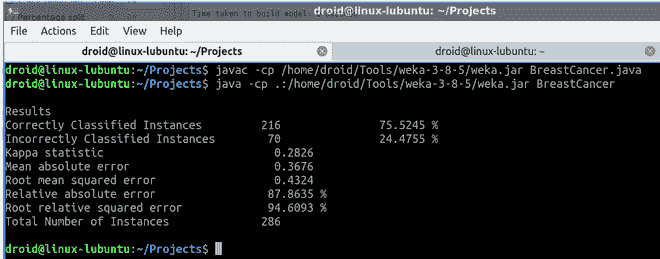 Percentage split
Time taken to build model:
File Actions Edit View Help
droid@linux-lubuntu: ~/Projects droid@linux-lubuntu: ~
droid@linux-lubuntu:~/Projects$ javac -cp /home/droid/Tools/weka-3-8-5/weka.jar BreastCancer.java
droid@linux-lubuntu:~/Projects$ java -cp .:/home/droid/Tools/weka-3-8-5/weka.jar BreastCancer
Results
Correctly Classified Instances 216 75.5245 %
Incorrectly Classified Instances 70 24.4755 %
Kappa statistic 0.2826
Mean absolute error 0.3676
Root mean squared error 0.4324
Relative absolute error 87.8635 %
Root relative squared error 94.6093 %
Total Number of Instances 286
droid@linux-lubuntu:~/Projects$